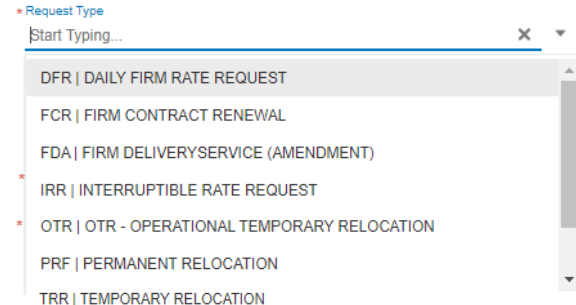 * Request Type
Start Typing...
DFR | DAILY FIRM RATE REQUEST
FCR | FIRM CONTRACT RENEWAL
FDA | FIRM DELIVERYSERVICE (AMENDMENT)
*
IRR | INTERRUPTIBLE RATE REQUEST
* OTR | OTR - OPERATIONAL TEMPORARY RELOCATION
PRF | PERMANENT RELOCATION
TRR | TEMPORARY RELOCATION